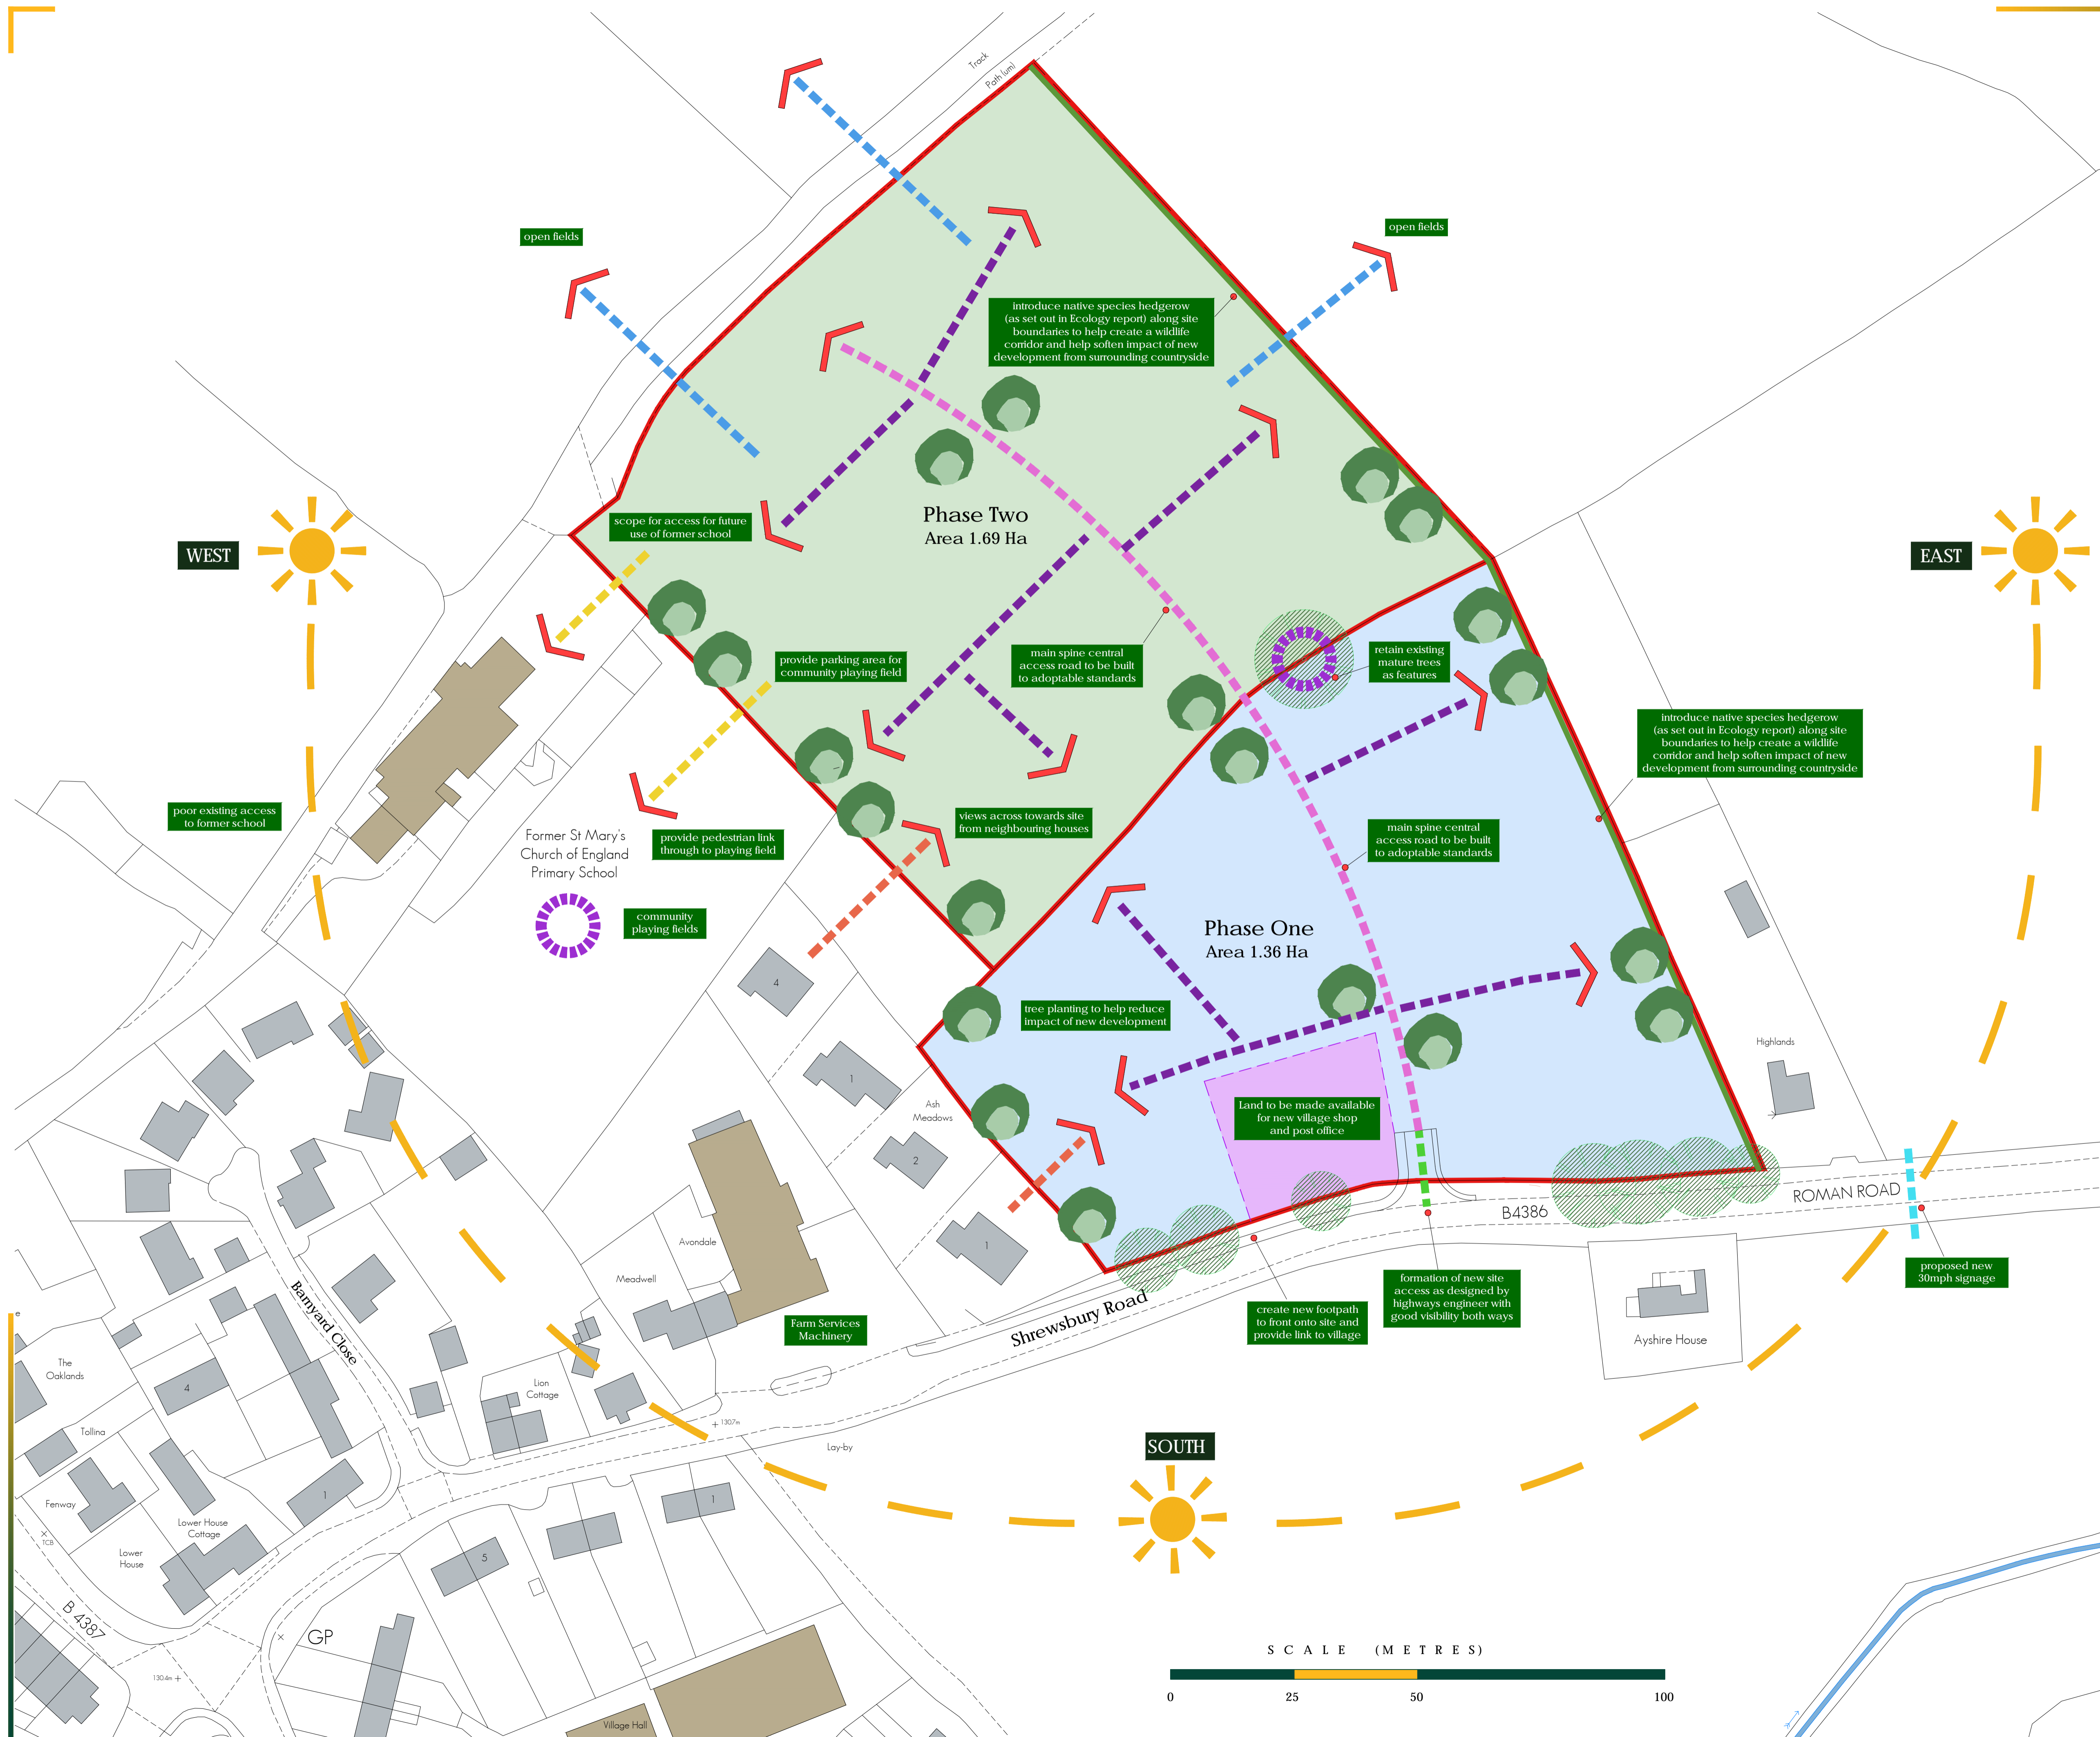 Track
Path (um)
open fields
open fields
introduce native species hedgerow
(as set out in Ecology report) along site
boundaries to help create a wildlife
corridor and help soften impact of new
development from surrounding countryside
Phase Two
Area 1.69 Ha
scope for access for future
use of former school
WEST
EAST
provide parking area for
community playing field
main spine central
access road to be built
to adoptable standards
retain existing
mature trees
as features
introduce native species hedgerow
(as set out in Ecology report) along site
boundaries to help create a wildlife
corridor and help soften impact of new
development from surrounding countryside
poor existing access
to former school
Former St Mary's
Church of England
Primary School
provide pedestrian link
through to playing field
views across towards site
from neighbouring houses
main spine central
access road to be built
to adoptable standards
community
playing fields
Phase One
Area 1.36 Ha
4
tree planting to help reduce
impact of new development
Highlands
1
Ash
Meadows
2
Land to be made available
for new village shop
and post office
ROMAN ROAD
B4386
1
Avondale
Meadwell
proposed new
30mph signage
formation of new site
access as designed by
highways engineer with
good visibility both ways
create new footpath
to front onto site and
provide link to village
Shrewsbury Road
Farm Services
Machinery
Ayshire House
Barnyard Close
e
The
Oaklands
4
Lion
Cottage
130.7m
Lay-by
Tollina
SOUTH
Fenway
1
1
Lower House
Cottage
TCB
Lower
House
5
B 4387
GP
130.4m
Village Hall
SCALE (METRES)
0 25 50 100